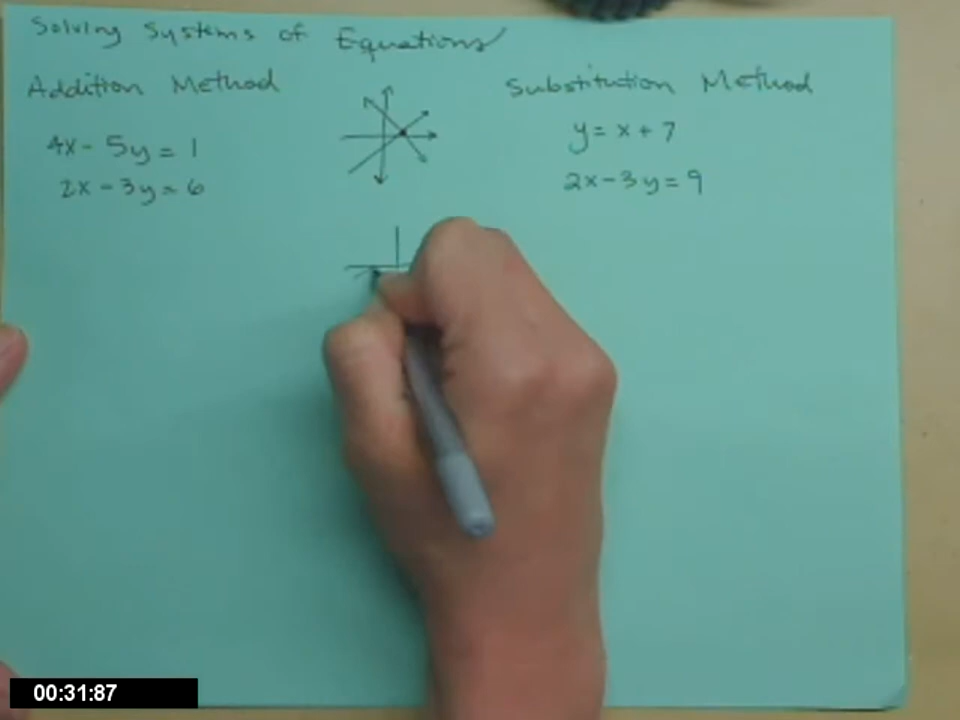 Solving Systems of Equations
Addition Method
4x - 5y = 1
2x - 3y = 6
Substitution Method
y = x + 7
2x - 3y = 9
00:31:87